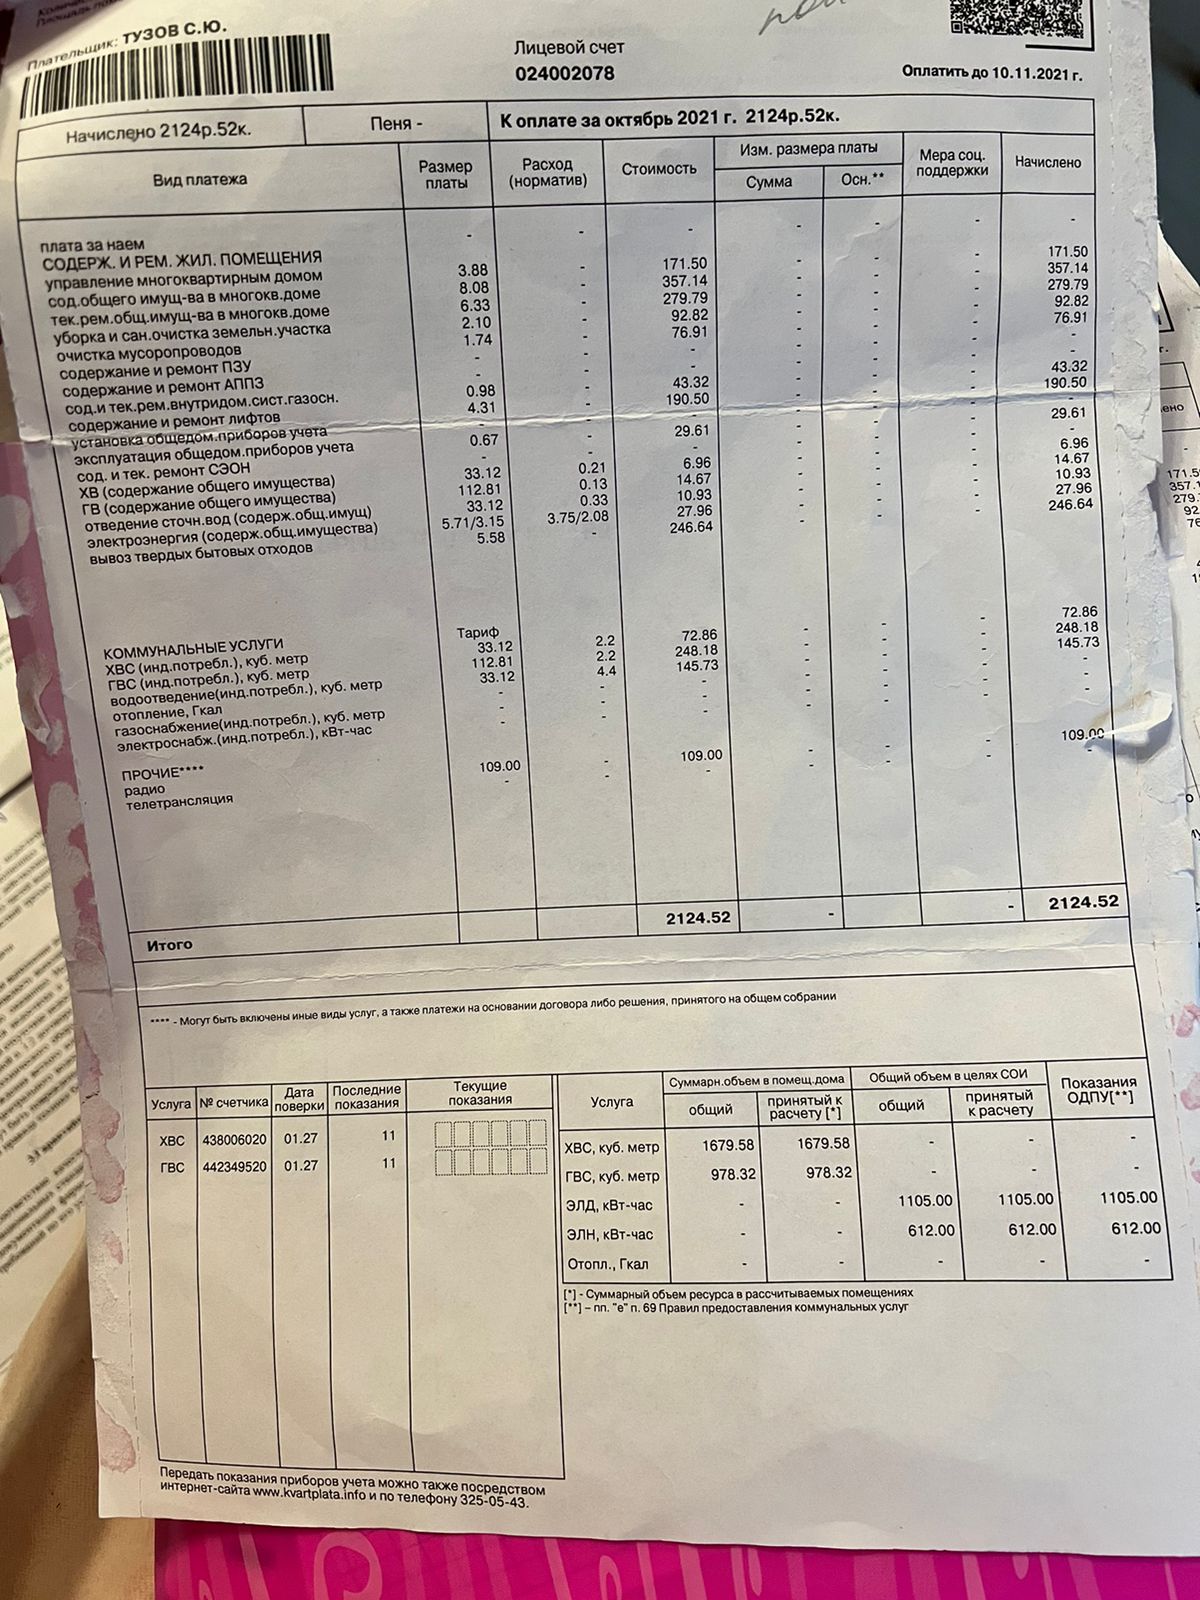 Плательщик: ТУЗОВ С.Ю.
Лицевой счет
024002078
Оплатить до 10.11.2021 г.
Начислено 2124р.52к. Пеня - К оплате за октябрь 2021 г. 2124р.52к.
Вид платежа Размер платы Расход (норматив) Стоимость Изм. размера платы Сумма Осн.** Мера соц. поддержки Начислено
плата за наем - - - - - - -
СОДЕРЖ. И РЕМ. ЖИЛ. ПОМЕЩЕНИЯ
управление многоквартирным домом 3.88 - 171.50 - - - 171.50
сод.общего имущ-ва в многокв.доме 8.08 - 357.14 - - - 357.14
тек.рем.общ.имущ-ва в многокв.доме 6.33 - 279.79 - - - 279.79
уборка и сан.очистка земельн.участка 2.10 - 92.82 - - - 92.82
очистка мусоропроводов 1.74 - 76.91 - - - 76.91
содержание и ремонт ПЗУ - - - - - - -
содержание и ремонт АППЗ - - - - - - -
сод.и тек.рем.внутридом.сист.газосн. 0.98 - 43.32 - - - 43.32
содержание и ремонт лифтов 4.31 - 190.50 - - - 190.50
установка общедом.приборов учета - - - - - - -
эксплуатация общедом.приборов учета 0.67 - 29.61 - - - 29.61
сод. и тек. ремонт СЭОН - - - - - - -
ХВ (содержание общего имущества) 33.12 0.21 6.96 - - - 6.96
ГВ (содержание общего имущества) 112.81 0.13 14.67 - - - 14.67
отведение сточн.вод (содерж.общ.имущ) 33.12 0.33 10.93 - - - 10.93
электроэнергия (содерж.общ.имущества) 5.71/3.15 3.75/2.08 27.96 - - - 27.96
вывоз твердых бытовых отходов 5.58 - 246.64 - - - 246.64
КОММУНАЛЬНЫЕ УСЛУГИ Тариф
ХВС (инд.потребл.), куб. метр 33.12 2.2 72.86 - - - 72.86
ГВС (инд.потребл.), куб. метр 112.81 2.2 248.18 - - - 248.18
водоотведение(инд.потребл.), куб. метр 33.12 4.4 145.73 - - - 145.73
отопление, Гкал - - - - - - -
газоснабжение(инд.потребл.), куб. метр - - - - - - -
электроснабж.(инд.потребл.), кВт-час - - - - - - -
ПРОЧИЕ****
радио 109.00 - 109.00 - - - 109.00
телетрансляция - - - - - - -
Итого 2124.52 - - 2124.52
**** - Могут быть включены иные виды услуг, а также платежи на основании договора либо решения, принятого на общем собрании
Услуга № счетчика Дата поверки Последние показания Текущие показания
ХВС 438006020 01.27 11
ГВС 442349520 01.27 11
Услуга Суммарн.объем в помещ.дома общий принятый к расчету [*] Общий объем в целях СОИ общий принятый к расчету Показания ОДПУ[**]
ХВС, куб. метр 1679.58 1679.58 - - -
ГВС, куб. метр 978.32 978.32 - - -
ЭЛД, кВт-час - - 1105.00 1105.00 1105.00
ЭЛН, кВт-час - - 612.00 612.00 612.00
Отопл., Гкал - - - - -
[*] - Суммарный объем ресурса в рассчитываемых помещениях
[**] – пп. "е" п. 69 Правил предоставления коммунальных услуг
Передать показания приборов учета можно также посредством
интернет-сайта www.kvartplata.info и по телефону 325-05-43.